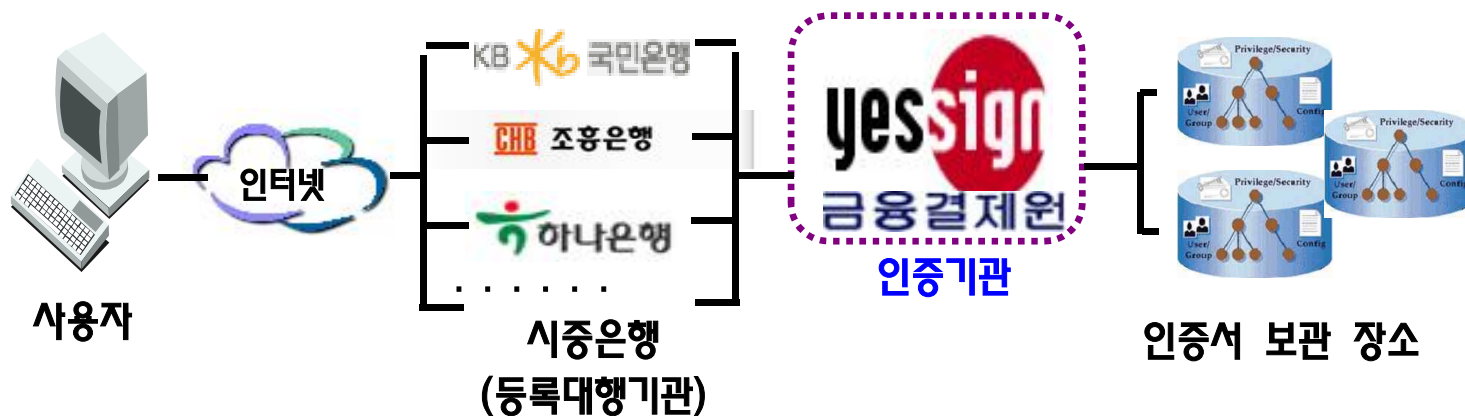 사용자
인터넷
KB 국민은행
CHB 조흥은행
하나은행
. . . . . .
시중은행
(등록대행기관)
yessign
금융결제원
인증기관
Privilege/Security
User/
Group
Config
Privilege/Security
User/
Group
Config
Privilege/Security
User/
Group
Config
인증서 보관 장소